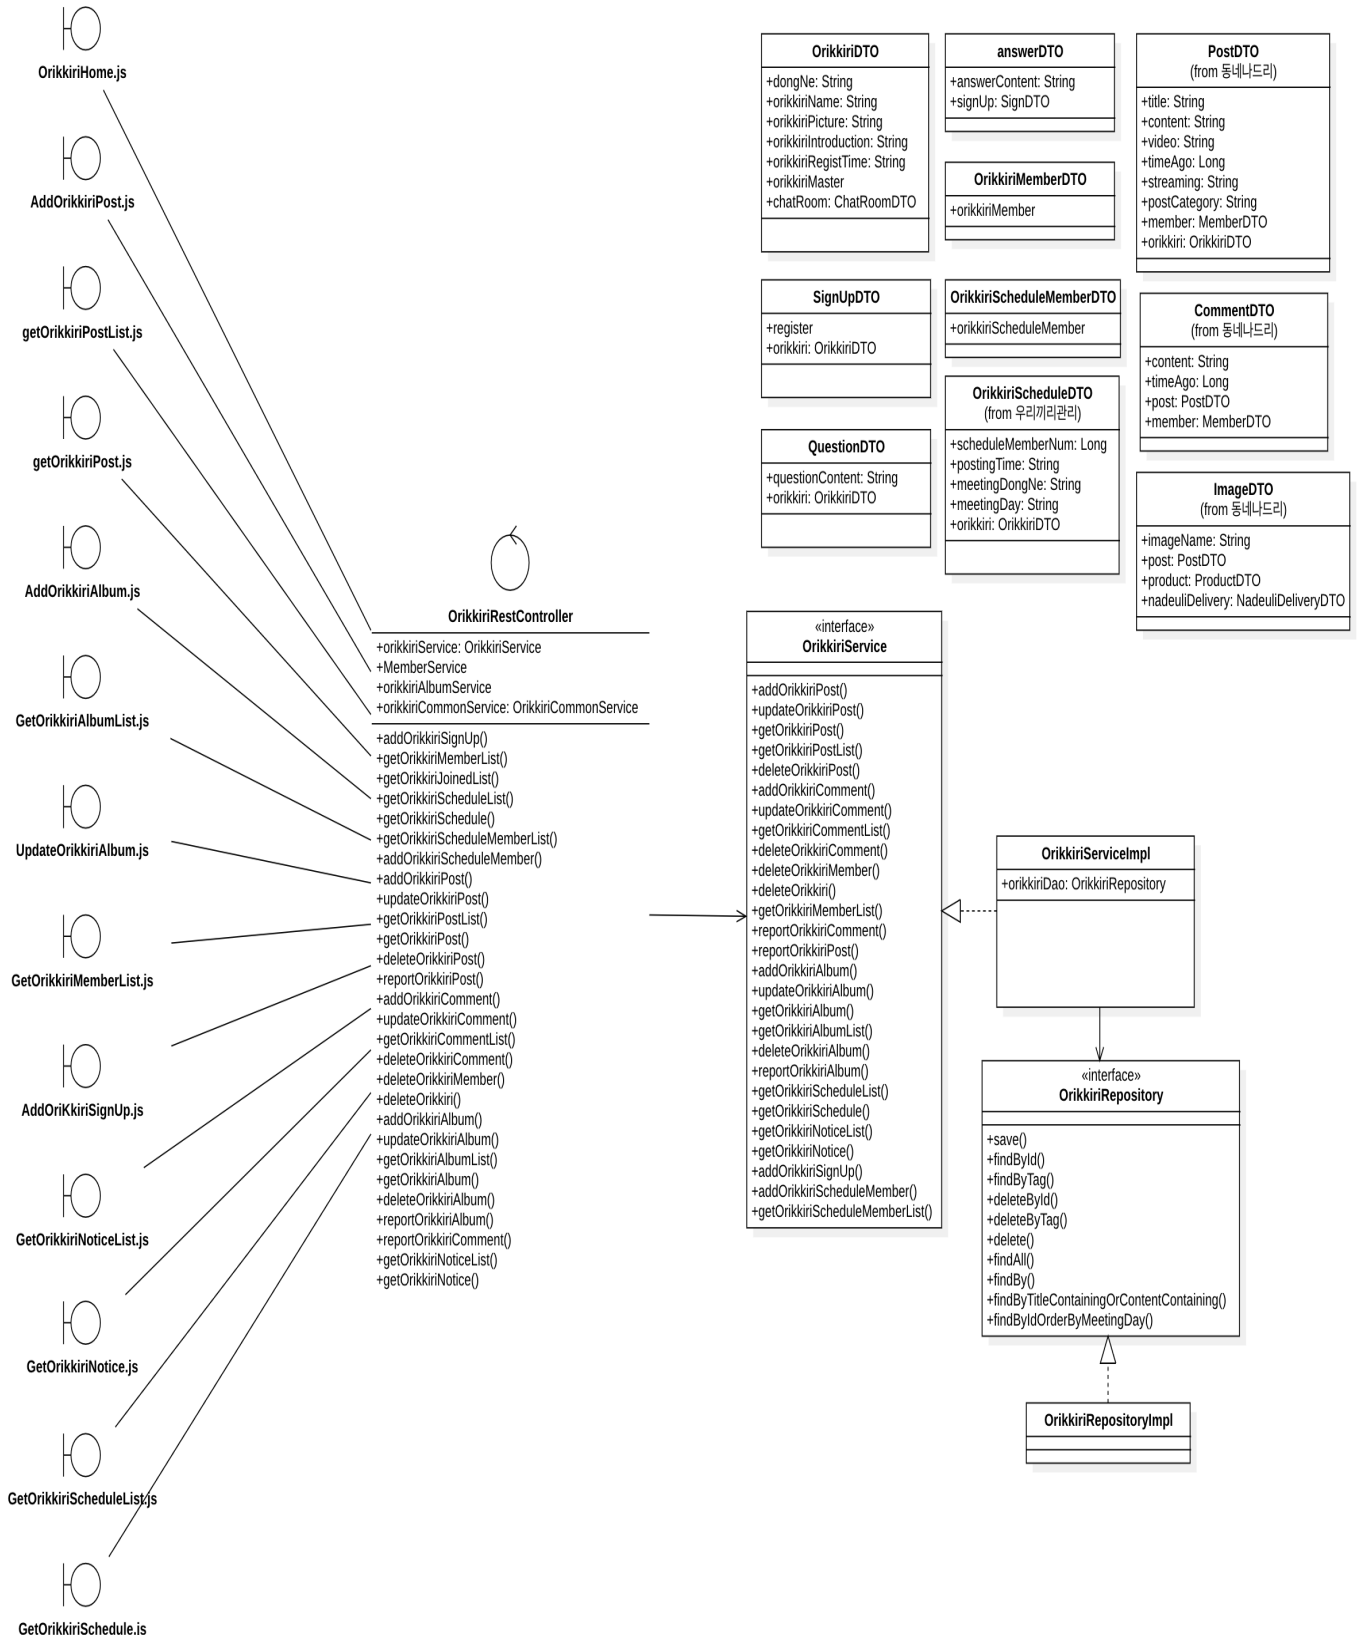 OrikkiriHome.js
AddOrikkiriPost.js
getOrikkiriPostList.js
getOrikkiriPost.js
AddOrikkiriAlbum.js
GetOrikkiriAlbumList.js
UpdateOrikkiriAlbum.js
GetOrikkiriMemberList.js
AddOriKkiriSignUp.js
GetOrikkiriNoticeList.js
GetOrikkiriNotice.js
GetOrikkiriScheduleList.js
GetOrikkiriSchedule.js
OrikkiriRestController
+orikkiriService: OrikkiriService
+MemberService
+orikkiriAlbumService
+orikkiriCommonService: OrikkiriCommonService
+addOrikkiriSignUp()
+getOrikkiriMemberList()
+getOrikkiriJoinedList()
+getOrikkiriScheduleList()
+getOrikkiriSchedule()
+getOrikkiriScheduleMemberList()
+addOrikkiriScheduleMember()
+addOrikkiriPost()
+updateOrikkiriPost()
+getOrikkiriPostList()
+getOrikkiriPost()
+deleteOrikkiriPost()
+reportOrikkiriPost()
+addOrikkiriComment()
+updateOrikkiriComment()
+getOrikkiriCommentList()
+deleteOrikkiriComment()
+deleteOrikkiriMember()
+deleteOrikkiri()
+addOrikkiriAlbum()
+updateOrikkiriAlbum()
+getOrikkiriAlbumList()
+getOrikkiriAlbum()
+deleteOrikkiriAlbum()
+reportOrikkiriAlbum()
+reportOrikkiriComment()
+getOrikkiriNoticeList()
+getOrikkiriNotice()
OrikkiriDTO
+dongNe: String
+orikkiriName: String
+orikkiriPicture: String
+orikkiriIntroduction: String
+orikkiriRegistTime: String
+orikkiriMaster
+chatRoom: ChatRoomDTO
SignUpDTO
+register
+orikkiri: OrikkiriDTO
QuestionDTO
+questionContent: String
+orikkiri: OrikkiriDTO
answerDTO
+answerContent: String
+signUp: SignDTO
OrikkiriMemberDTO
+orikkiriMember
OrikkiriScheduleMemberDTO
+orikkiriScheduleMember
OrikkiriScheduleDTO
(from 우리끼리관리)
+scheduleMemberNum: Long
+postingTime: String
+meetingDongNe: String
+meetingDay: String
+orikkiri: OrikkiriDTO
PostDTO
(from 동네나드리)
+title: String
+content: String
+video: String
+timeAgo: Long
+streaming: String
+postCategory: String
+member: MemberDTO
+orikkiri: OrikkiriDTO
CommentDTO
(from 동네나드리)
+content: String
+timeAgo: Long
+post: PostDTO
+member: MemberDTO
ImageDTO
(from 동네나드리)
+imageName: String
+post: PostDTO
+product: ProductDTO
+nadeuliDelivery: NadeuliDeliveryDTO
«interface»
OrikkiriService
+addOrikkiriPost()
+updateOrikkiriPost()
+getOrikkiriPost()
+getOrikkiriPostList()
+deleteOrikkiriPost()
+addOrikkiriComment()
+updateOrikkiriComment()
+getOrikkiriCommentList()
+deleteOrikkiriComment()
+deleteOrikkiriMember()
+deleteOrikkiri()
+getOrikkiriMemberList()
+reportOrikkiriComment()
+reportOrikkiriPost()
+addOrikkiriAlbum()
+updateOrikkiriAlbum()
+getOrikkiriAlbum()
+getOrikkiriAlbumList()
+deleteOrikkiriAlbum()
+reportOrikkiriAlbum()
+getOrikkiriScheduleList()
+getOrikkiriSchedule()
+getOrikkiriNoticeList()
+getOrikkiriNotice()
+addOrikkiriSignUp()
+addOrikkiriScheduleMember()
+getOrikkiriScheduleMemberList()
OrikkiriServiceImpl
+orikkiriDao: OrikkiriRepository
«interface»
OrikkiriRepository
+save()
+findById()
+findByTag()
+deleteById()
+deleteByTag()
+delete()
+findAll()
+findBy()
+findByTitleContainingOrContentContaining()
+findByIdOrderByMeetingDay()
OrikkiriRepositoryImpl